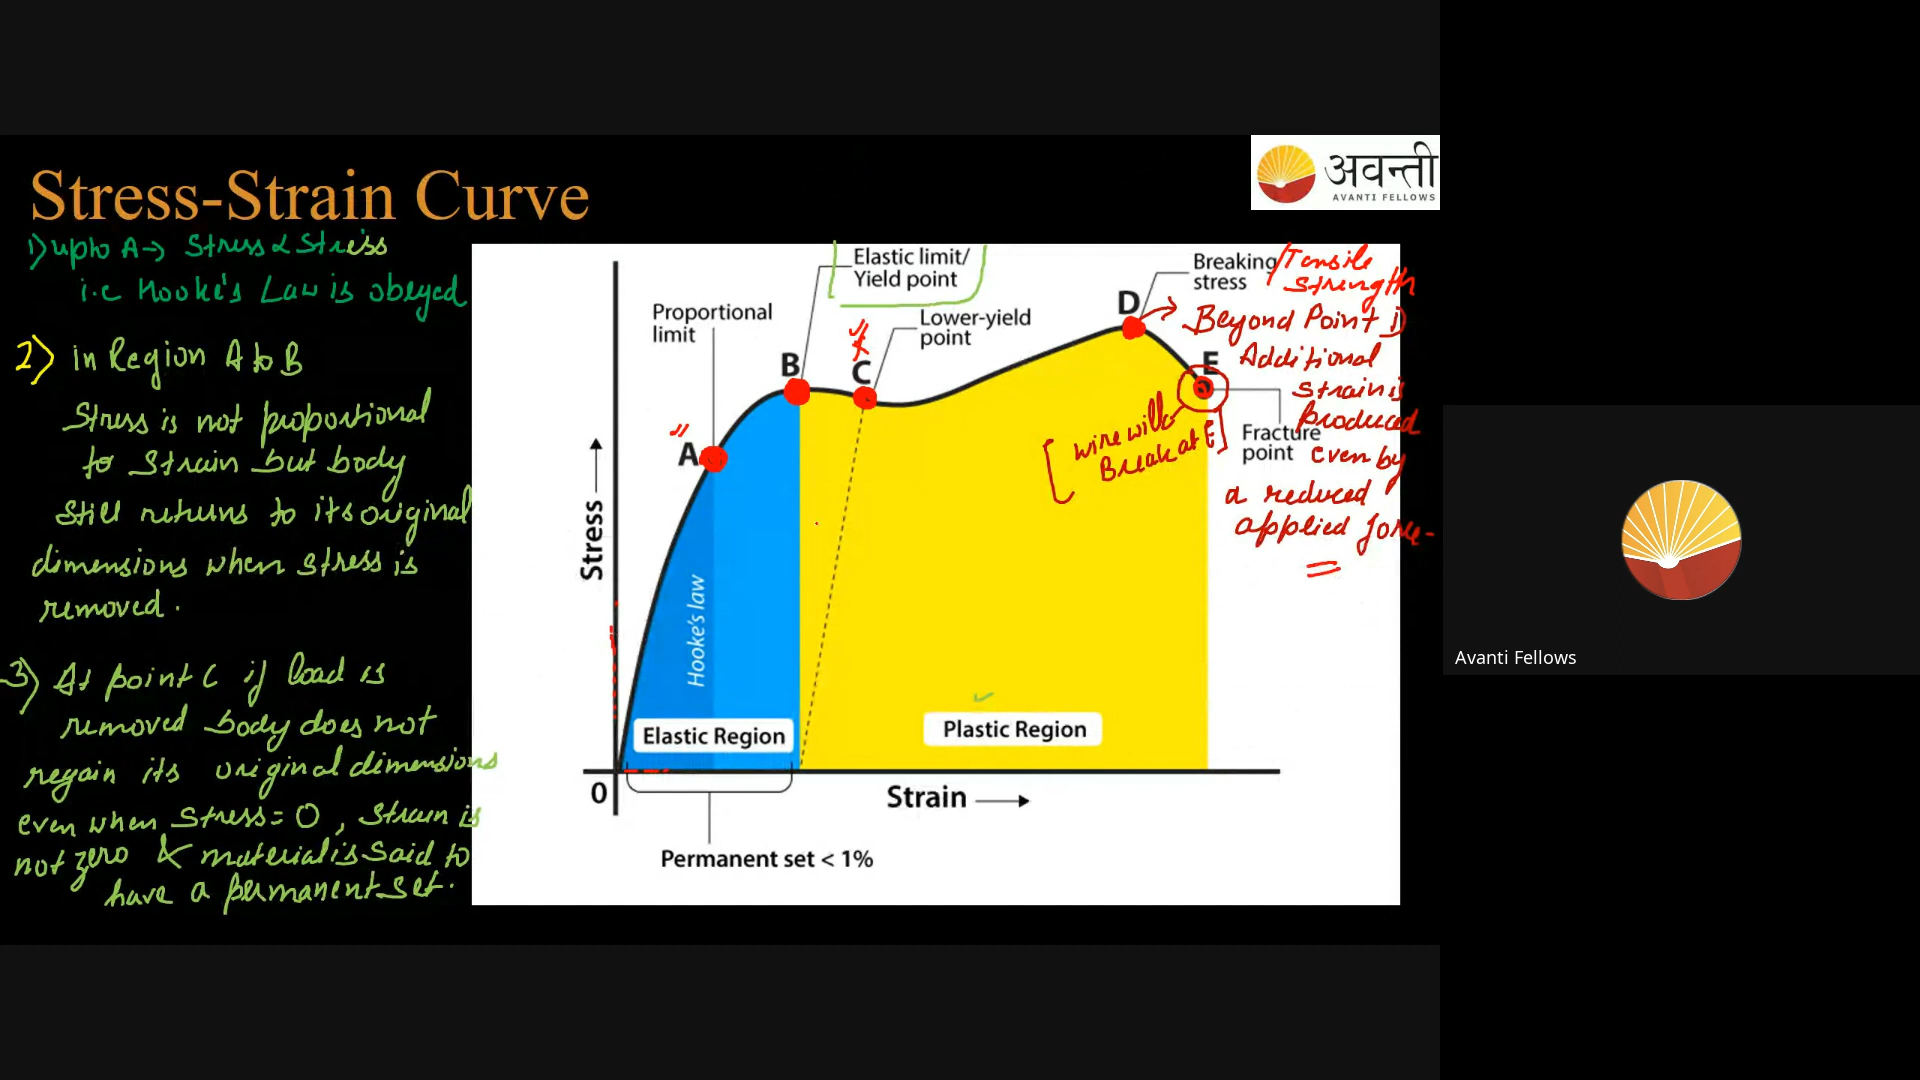 Stress-Strain Curve
अवन्ती
AVANTI FELLOWS
1) upto A→ Stress ∝ Stress
i.e Hooke's Law is obeyed
2) in Region A to B
Stress is not proportional
to strain but body
still returns to its original
dimensions when stress is
removed.
3) At point C if load is
removed body does not
regain its original dimensions
even when stress = 0, strain is
not zero & material is said to
have a permanent set.
Elastic limit/
Yield point
Proportional
limit
Lower-yield
point
Breaking
stress
/Tensile
strength
A
B
C
D
E
Beyond Point D
Additional
strain is
produced
even by
a reduced
applied force-
wire will
Break at E
Fracture
point
Stress
Hooke's law
Elastic Region
Plastic Region
0
Strain
Permanent set < 1%
Avanti Fellows